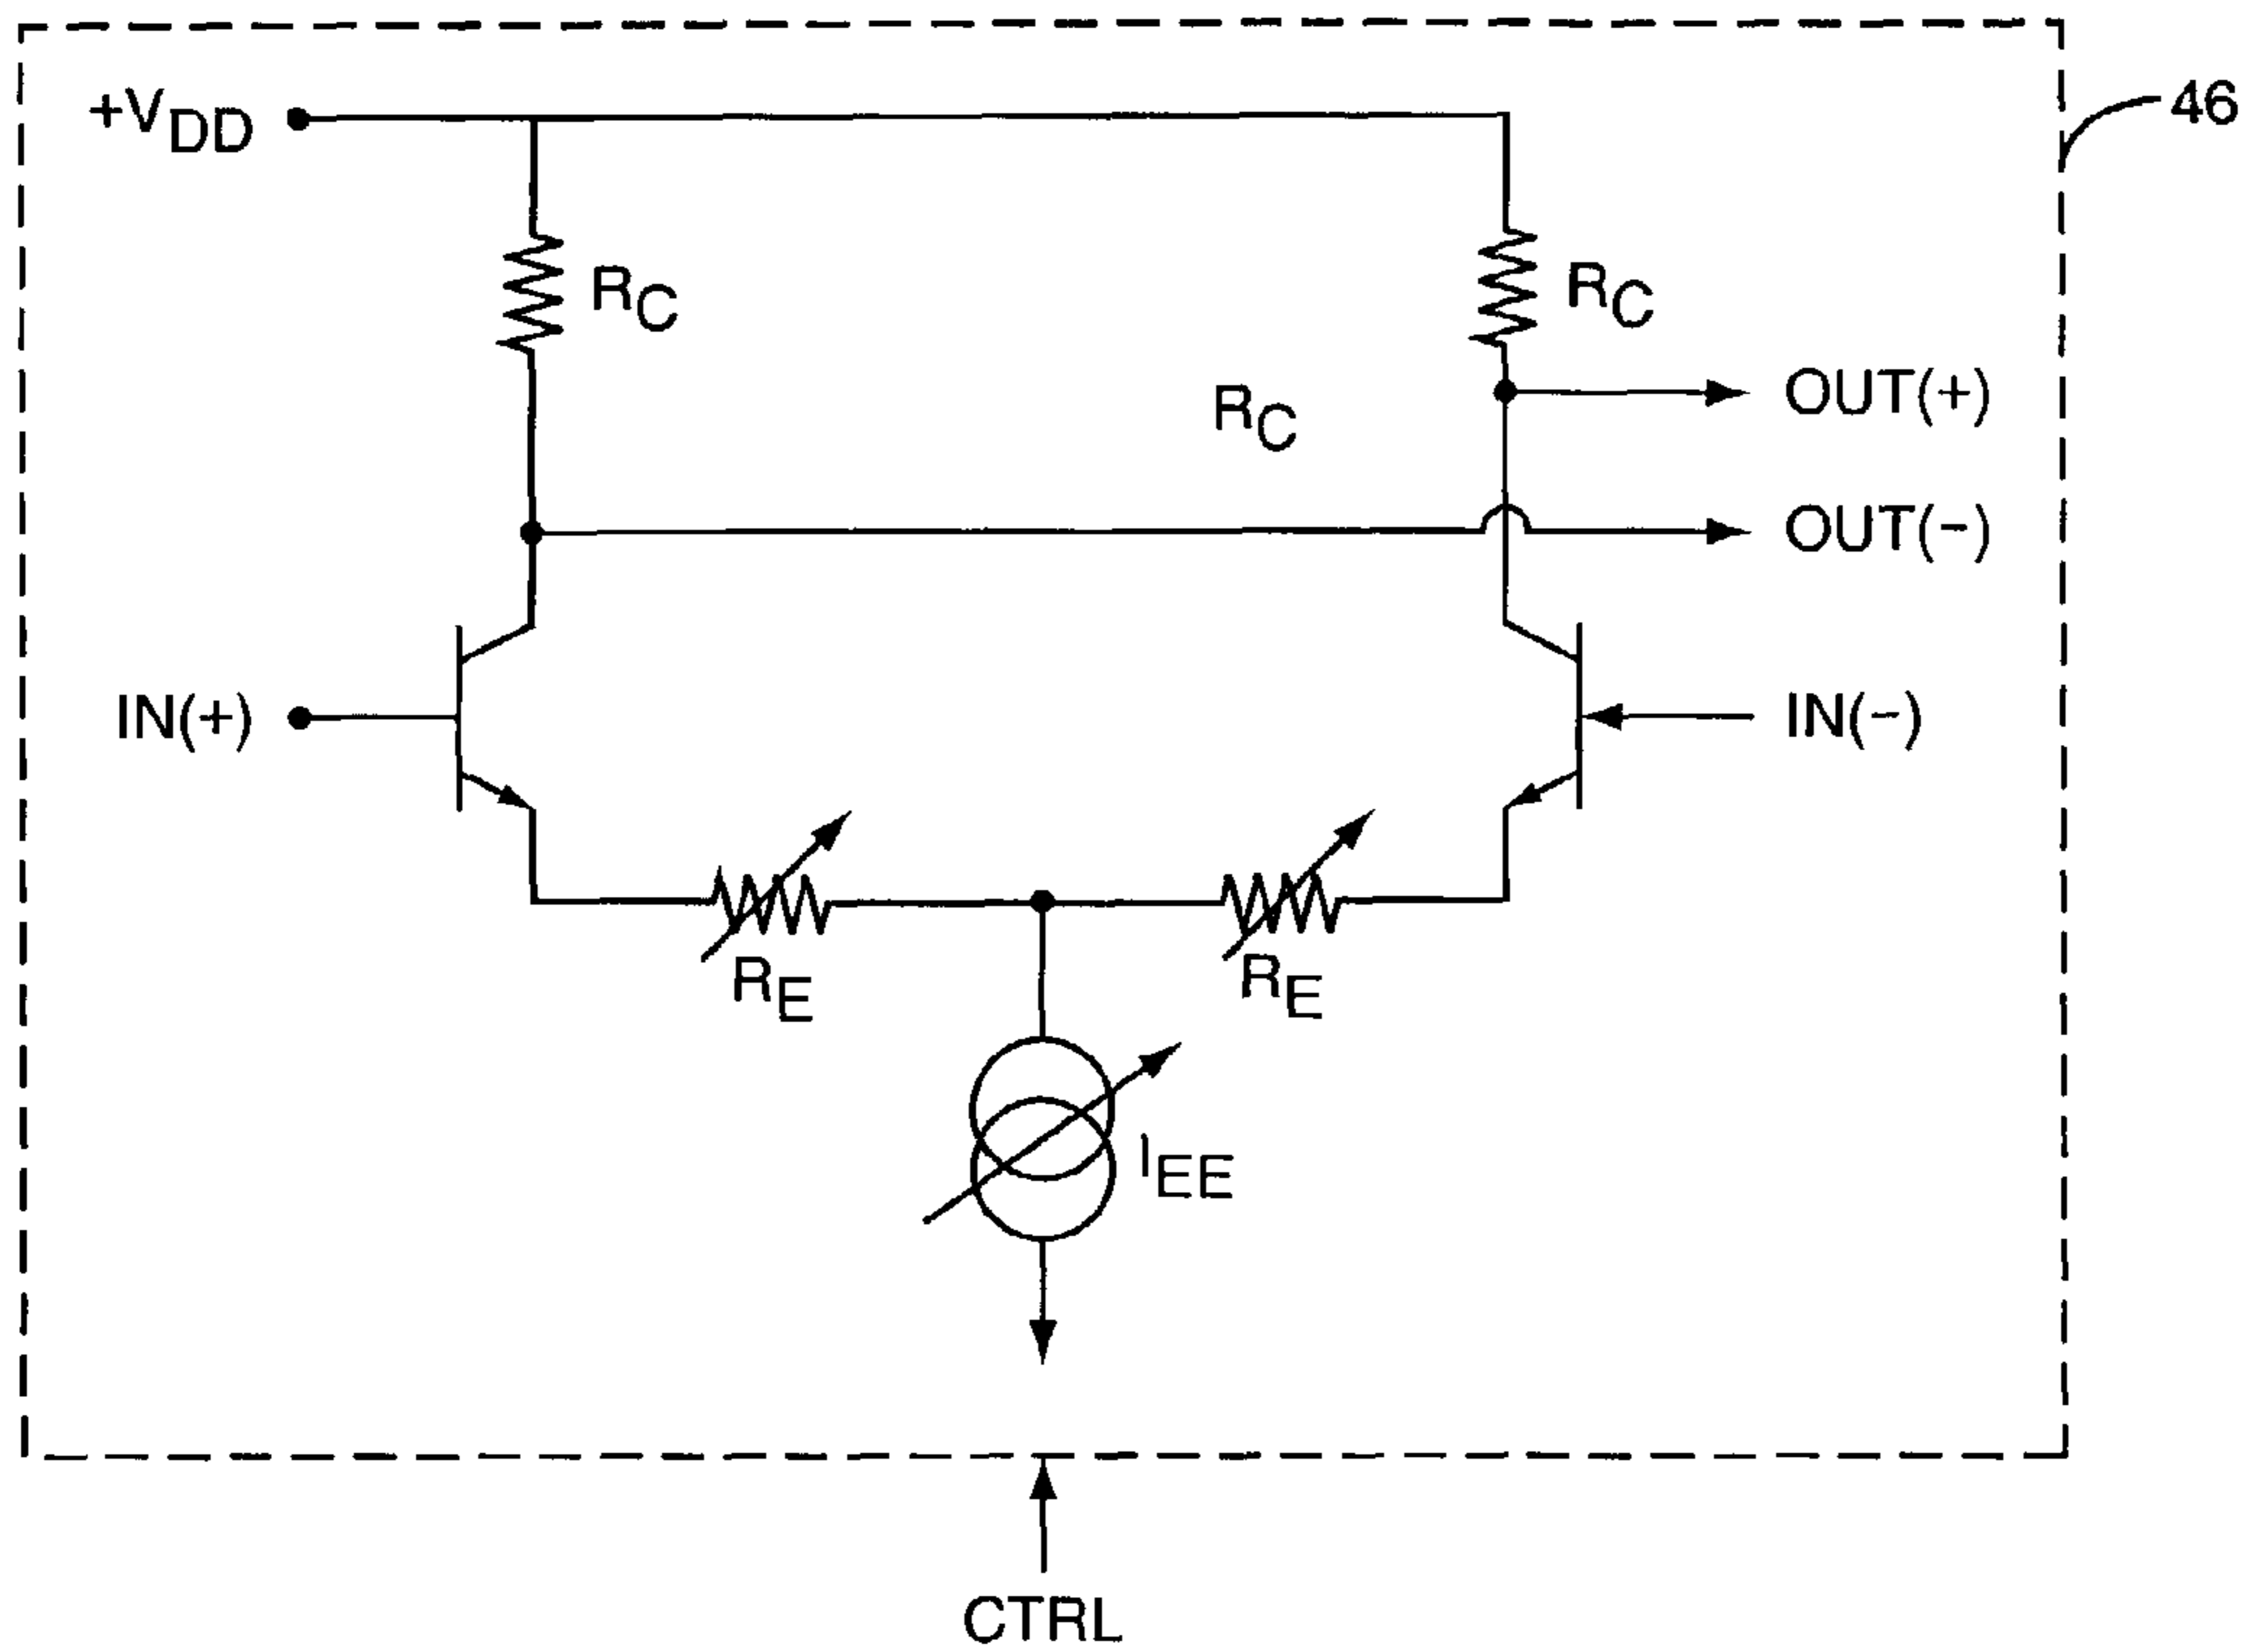 +VDD
46
RC
RC
RC
OUT(+)
OUT(-)
IN(+)
IN(-)
RE
RE
IEE
CTRL